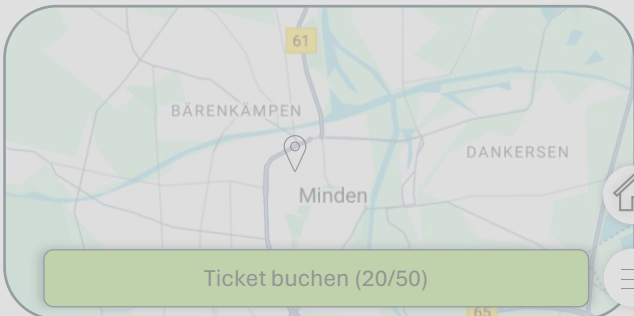 61
BÄRENKÄMPEN
DANKERSEN
Minden
Ticket buchen (20/50)
65